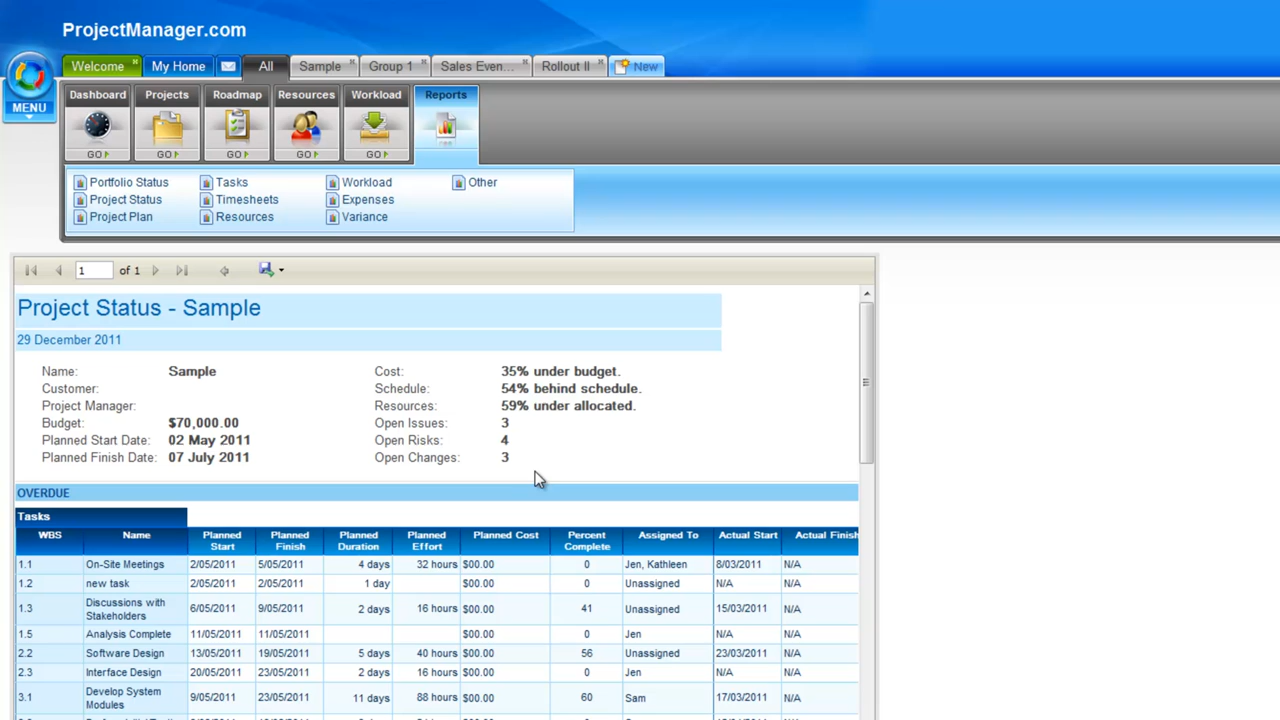 ProjectManager.com
Welcome My Home All Sample Group 1 Sales Even... Rollout II New
MENU
Dashboard Projects Roadmap Resources Workload Reports
GO GO GO GO GO
Portfolio Status Tasks Workload Other
Project Status Timesheets Expenses
Project Plan Resources Variance
1 of 1
Project Status - Sample
29 December 2011
Name: Sample Cost: 35% under budget.
Customer: Schedule: 54% behind schedule.
Project Manager: Resources: 59% under allocated.
Budget: $70,000.00 Open Issues: 3
Planned Start Date: 02 May 2011 Open Risks: 4
Planned Finish Date: 07 July 2011 Open Changes: 3
OVERDUE
Tasks
WBS Name Planned Start Planned Finish Planned Duration Planned Effort Planned Cost Percent Complete Assigned To Actual Start Actual Finish
1.1 On-Site Meetings 2/05/2011 5/05/2011 4 days 32 hours $00.00 0 Jen, Kathleen 8/03/2011 N/A
1.2 new task 2/05/2011 2/05/2011 1 day $00.00 0 Unassigned N/A N/A
1.3 Discussions with Stakeholders 6/05/2011 9/05/2011 2 days 16 hours $00.00 41 Unassigned 15/03/2011 N/A
1.5 Analysis Complete 11/05/2011 11/05/2011 $00.00 0 Jen N/A N/A
2.2 Software Design 13/05/2011 19/05/2011 5 days 40 hours $00.00 56 Unassigned 23/03/2011 N/A
2.3 Interface Design 20/05/2011 23/05/2011 2 days 16 hours $00.00 0 Jen N/A N/A
3.1 Develop System Modules 9/05/2011 23/05/2011 11 days 88 hours $00.00 60 Sam 17/03/2011 N/A